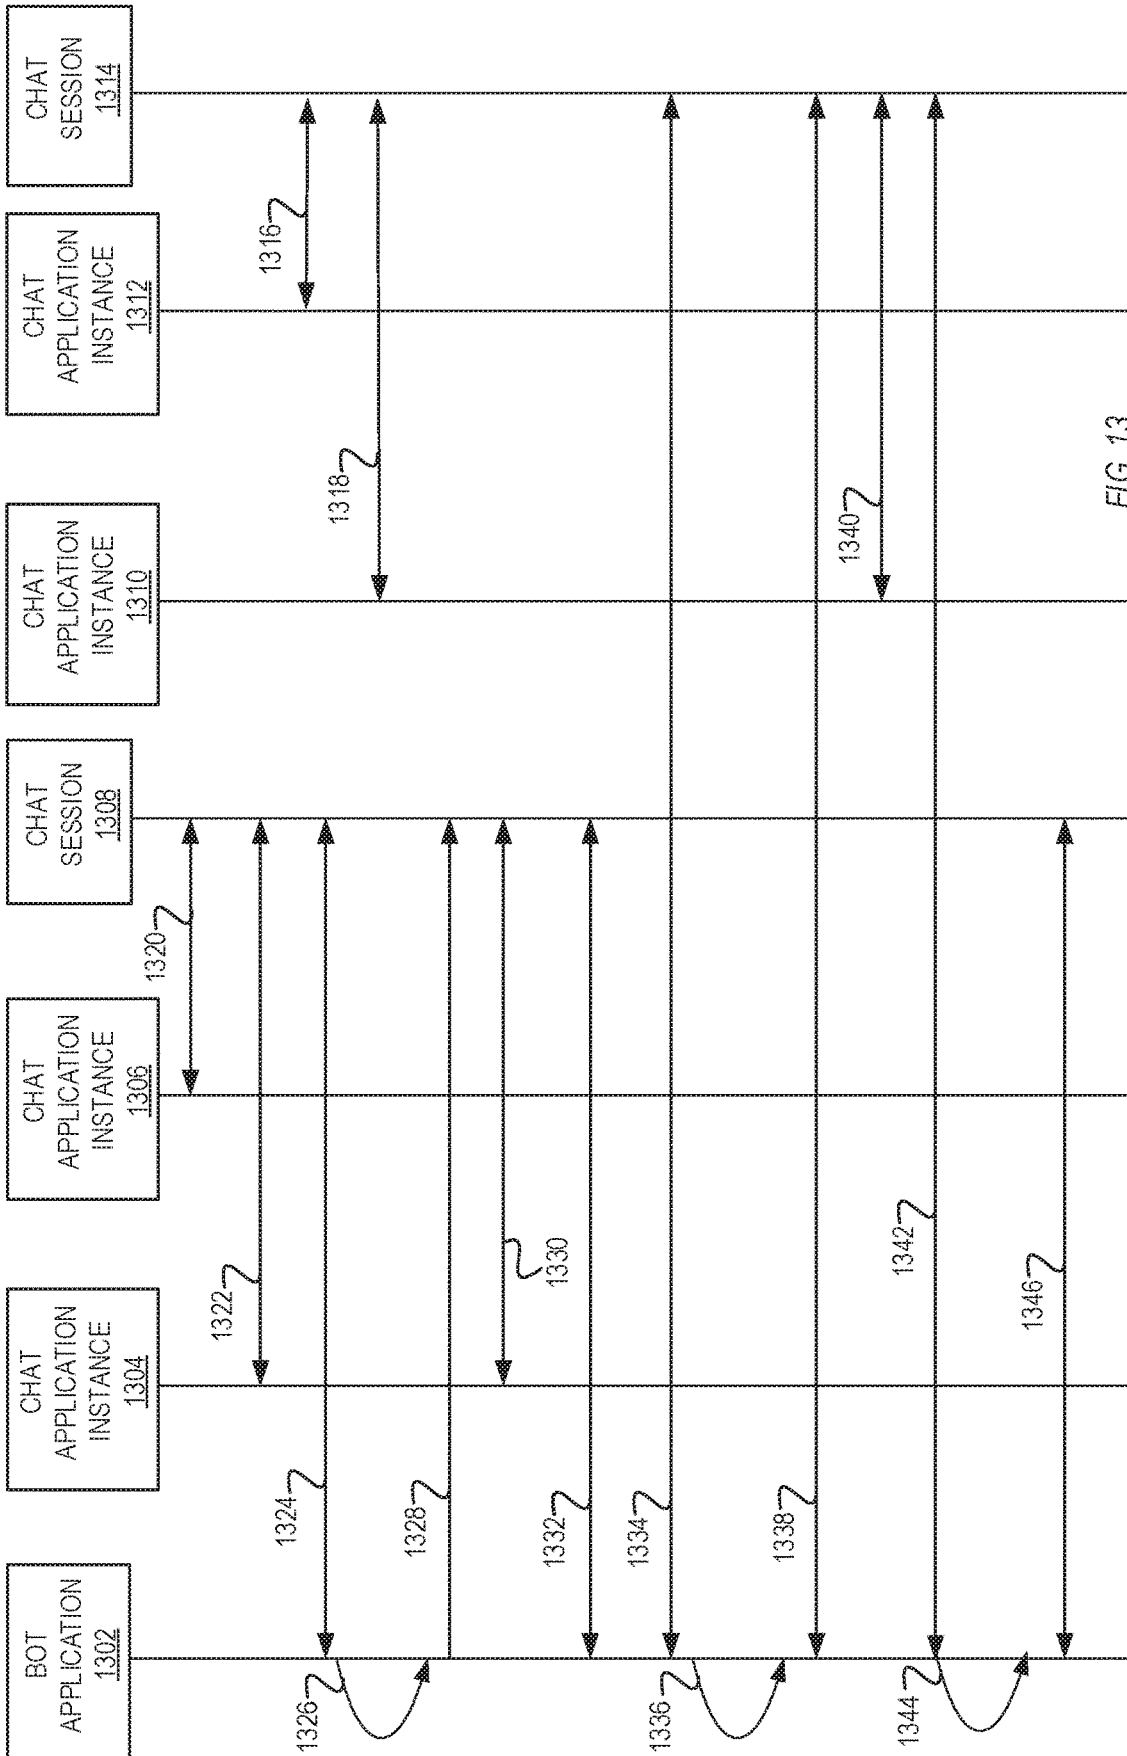 BOT
APPLICATION
1302
CHAT
APPLICATION
INSTANCE
1304
CHAT
APPLICATION
INSTANCE
1306
CHAT
SESSION
1308
CHAT
APPLICATION
INSTANCE
1310
CHAT
APPLICATION
INSTANCE
1312
CHAT
SESSION
1314
1320
1322
1316
1324
1318
1326
1328
1330
1332
1334
1336
1338
1340
1342
1344
1346
FIG. 13